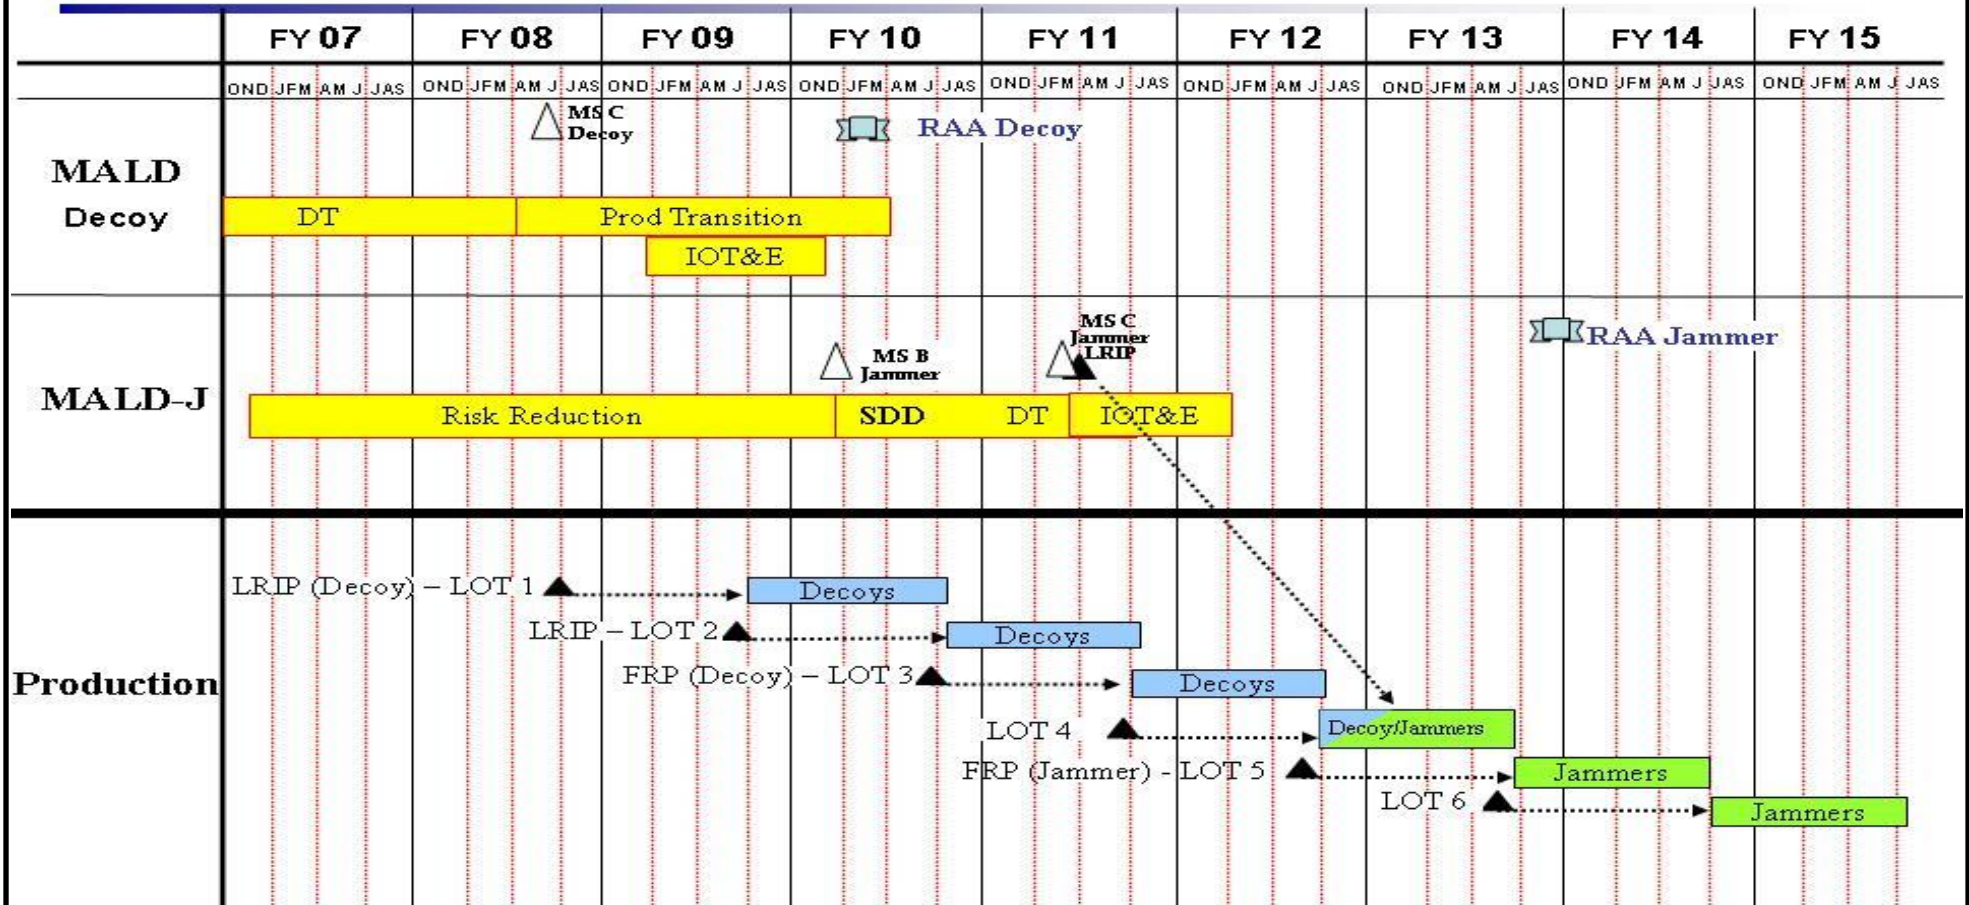 FY 07 FY 08 FY 09 FY 10 FY 11 FY 12 FY 13 FY 14 FY 15
OND JFM AM J JAS OND JFM AM J JAS OND JFM AM J JAS OND JFM AM J JAS OND JFM AM J JAS OND JFM AM J JAS OND JFM AM J JAS OND JFM AM J JAS OND JFM AM J JAS
MS C
Decoy
RAA Decoy
MALD
Decoy
DT Prod Transition
IOT&E
MS C
Jammer
LRIP
RAA Jammer
MS B
Jammer
MALD-J
Risk Reduction SDD DT IOT&E
LRIP (Decoy) – LOT 1 Decoys
LRIP – LOT 2 Decoys
FRP (Decoy) – LOT 3 Decoys
Production
LOT 4 Decoy/Jammers
FRP (Jammer) - LOT 5 Jammers
LOT 6 Jammers